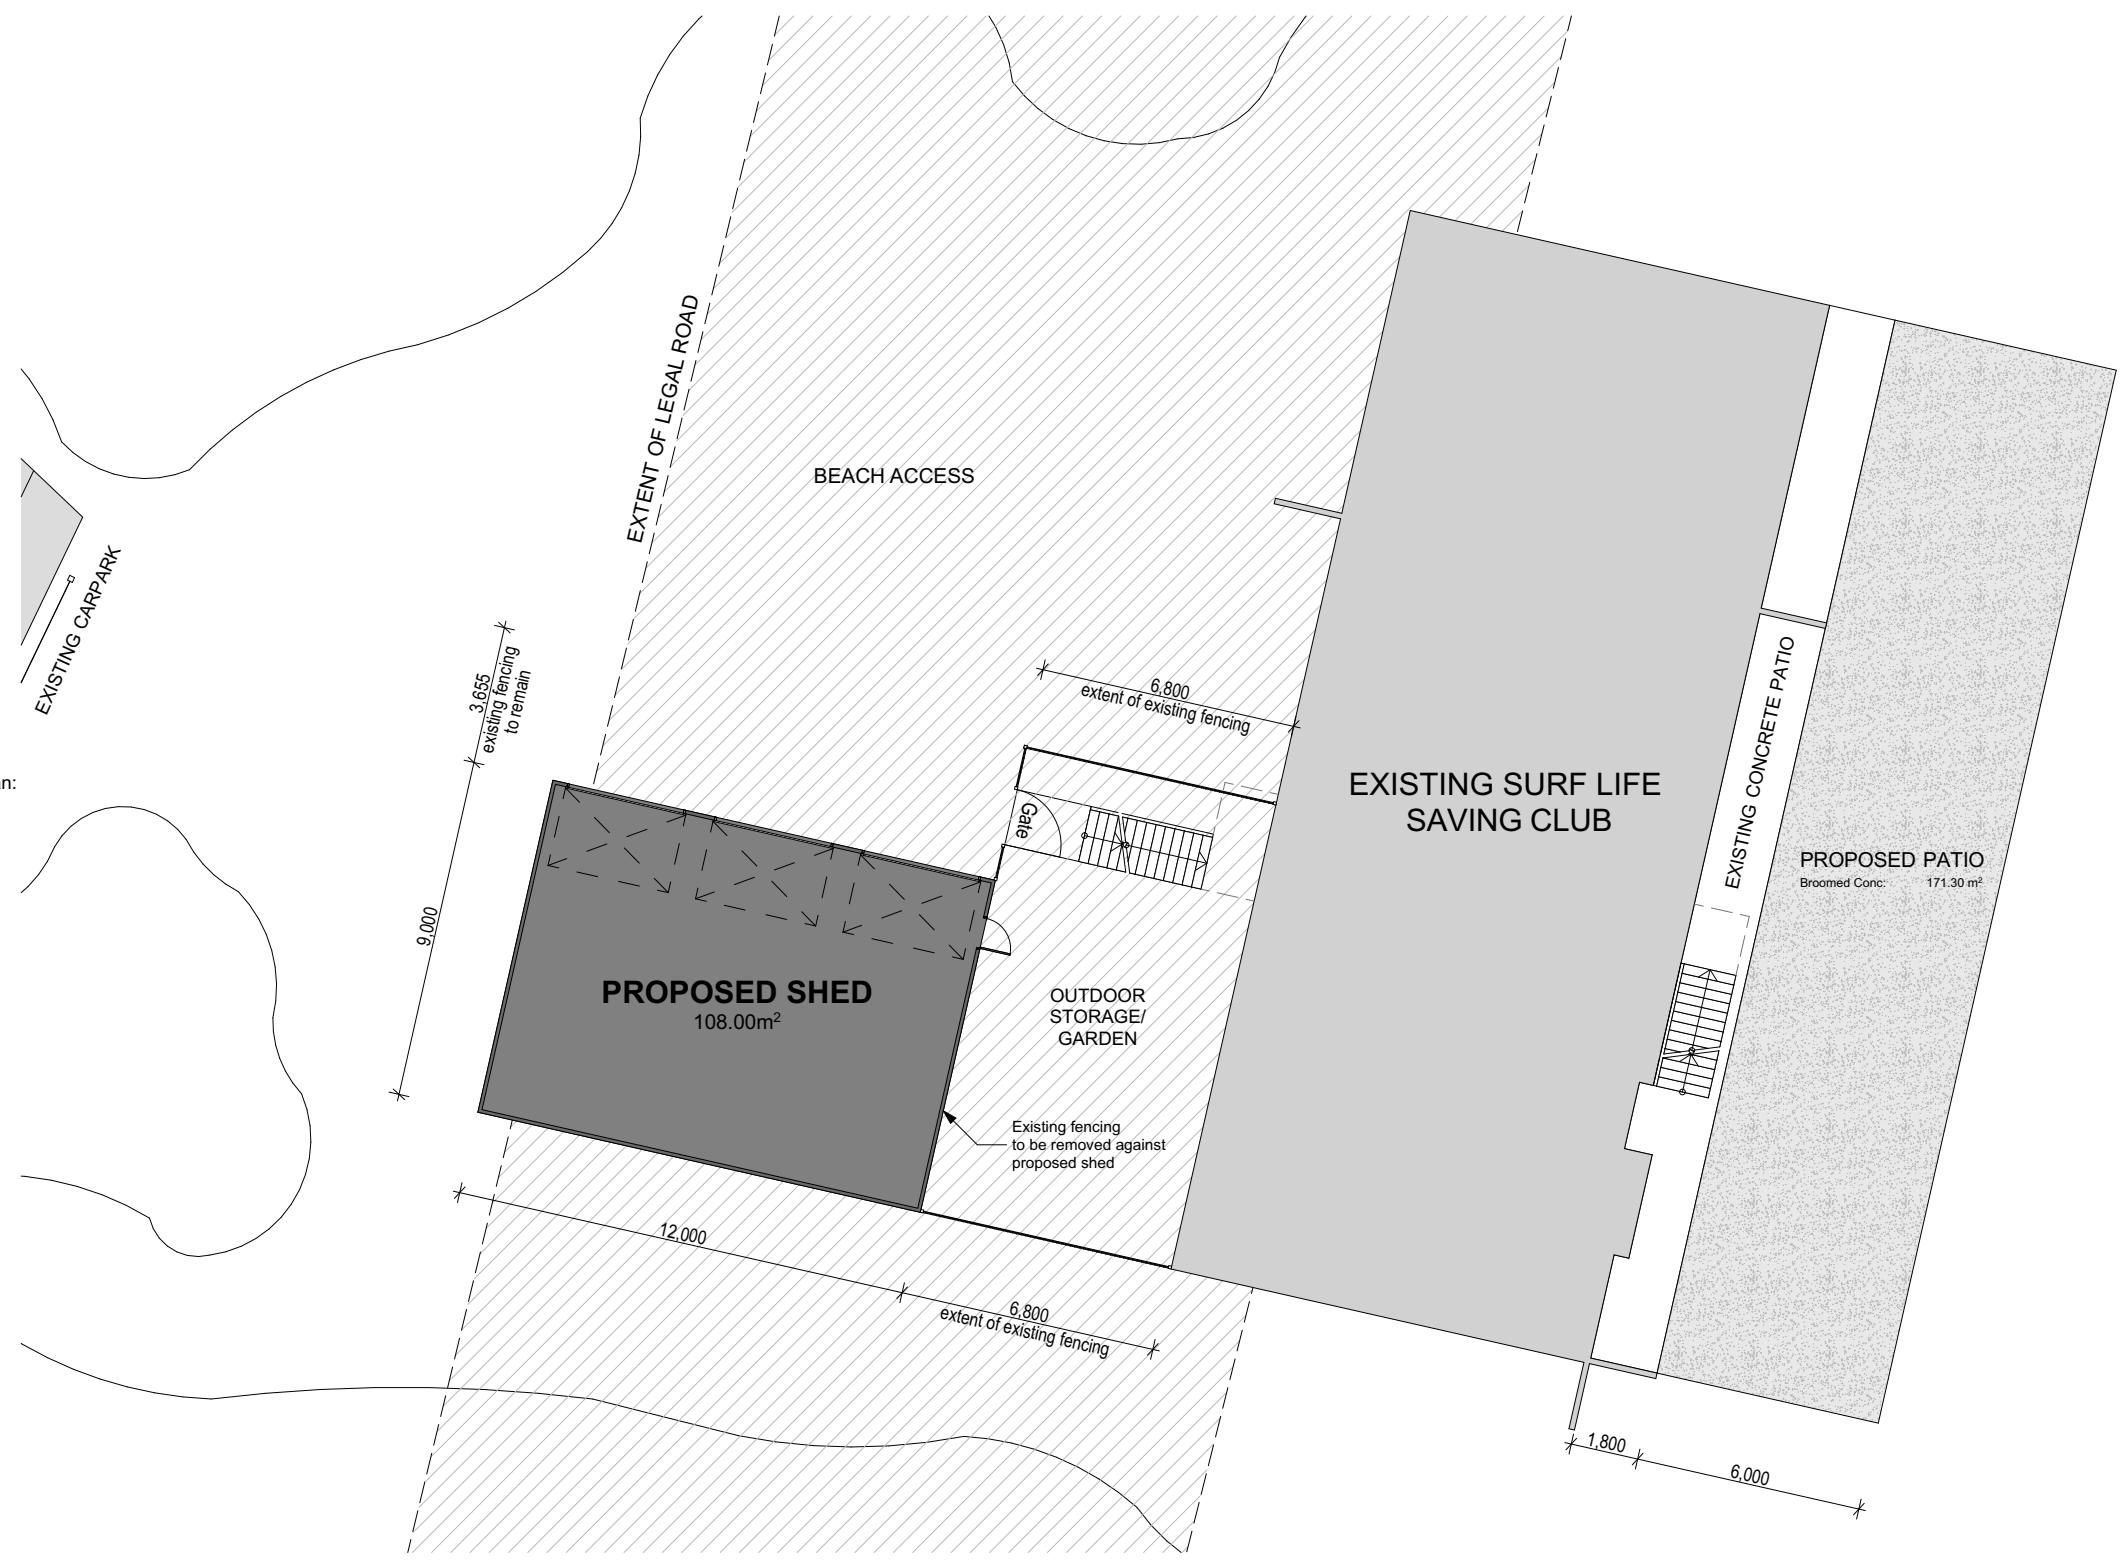 EXTENT OF LEGAL ROAD
BEACH ACCESS
EXISTING CARPARK
3,655
existing fencing
to remain
6,800
extent of existing fencing
an:
Gate
EXISTING SURF LIFE
SAVING CLUB
EXISTING CONCRETE PATIO
PROPOSED PATIO
Broomed Conc: 171.30 m²
9,000
PROPOSED SHED
108.00m²
OUTDOOR
STORAGE/
GARDEN
Existing fencing
to be removed against
proposed shed
12,000
6,800
extent of existing fencing
1,800
6,000